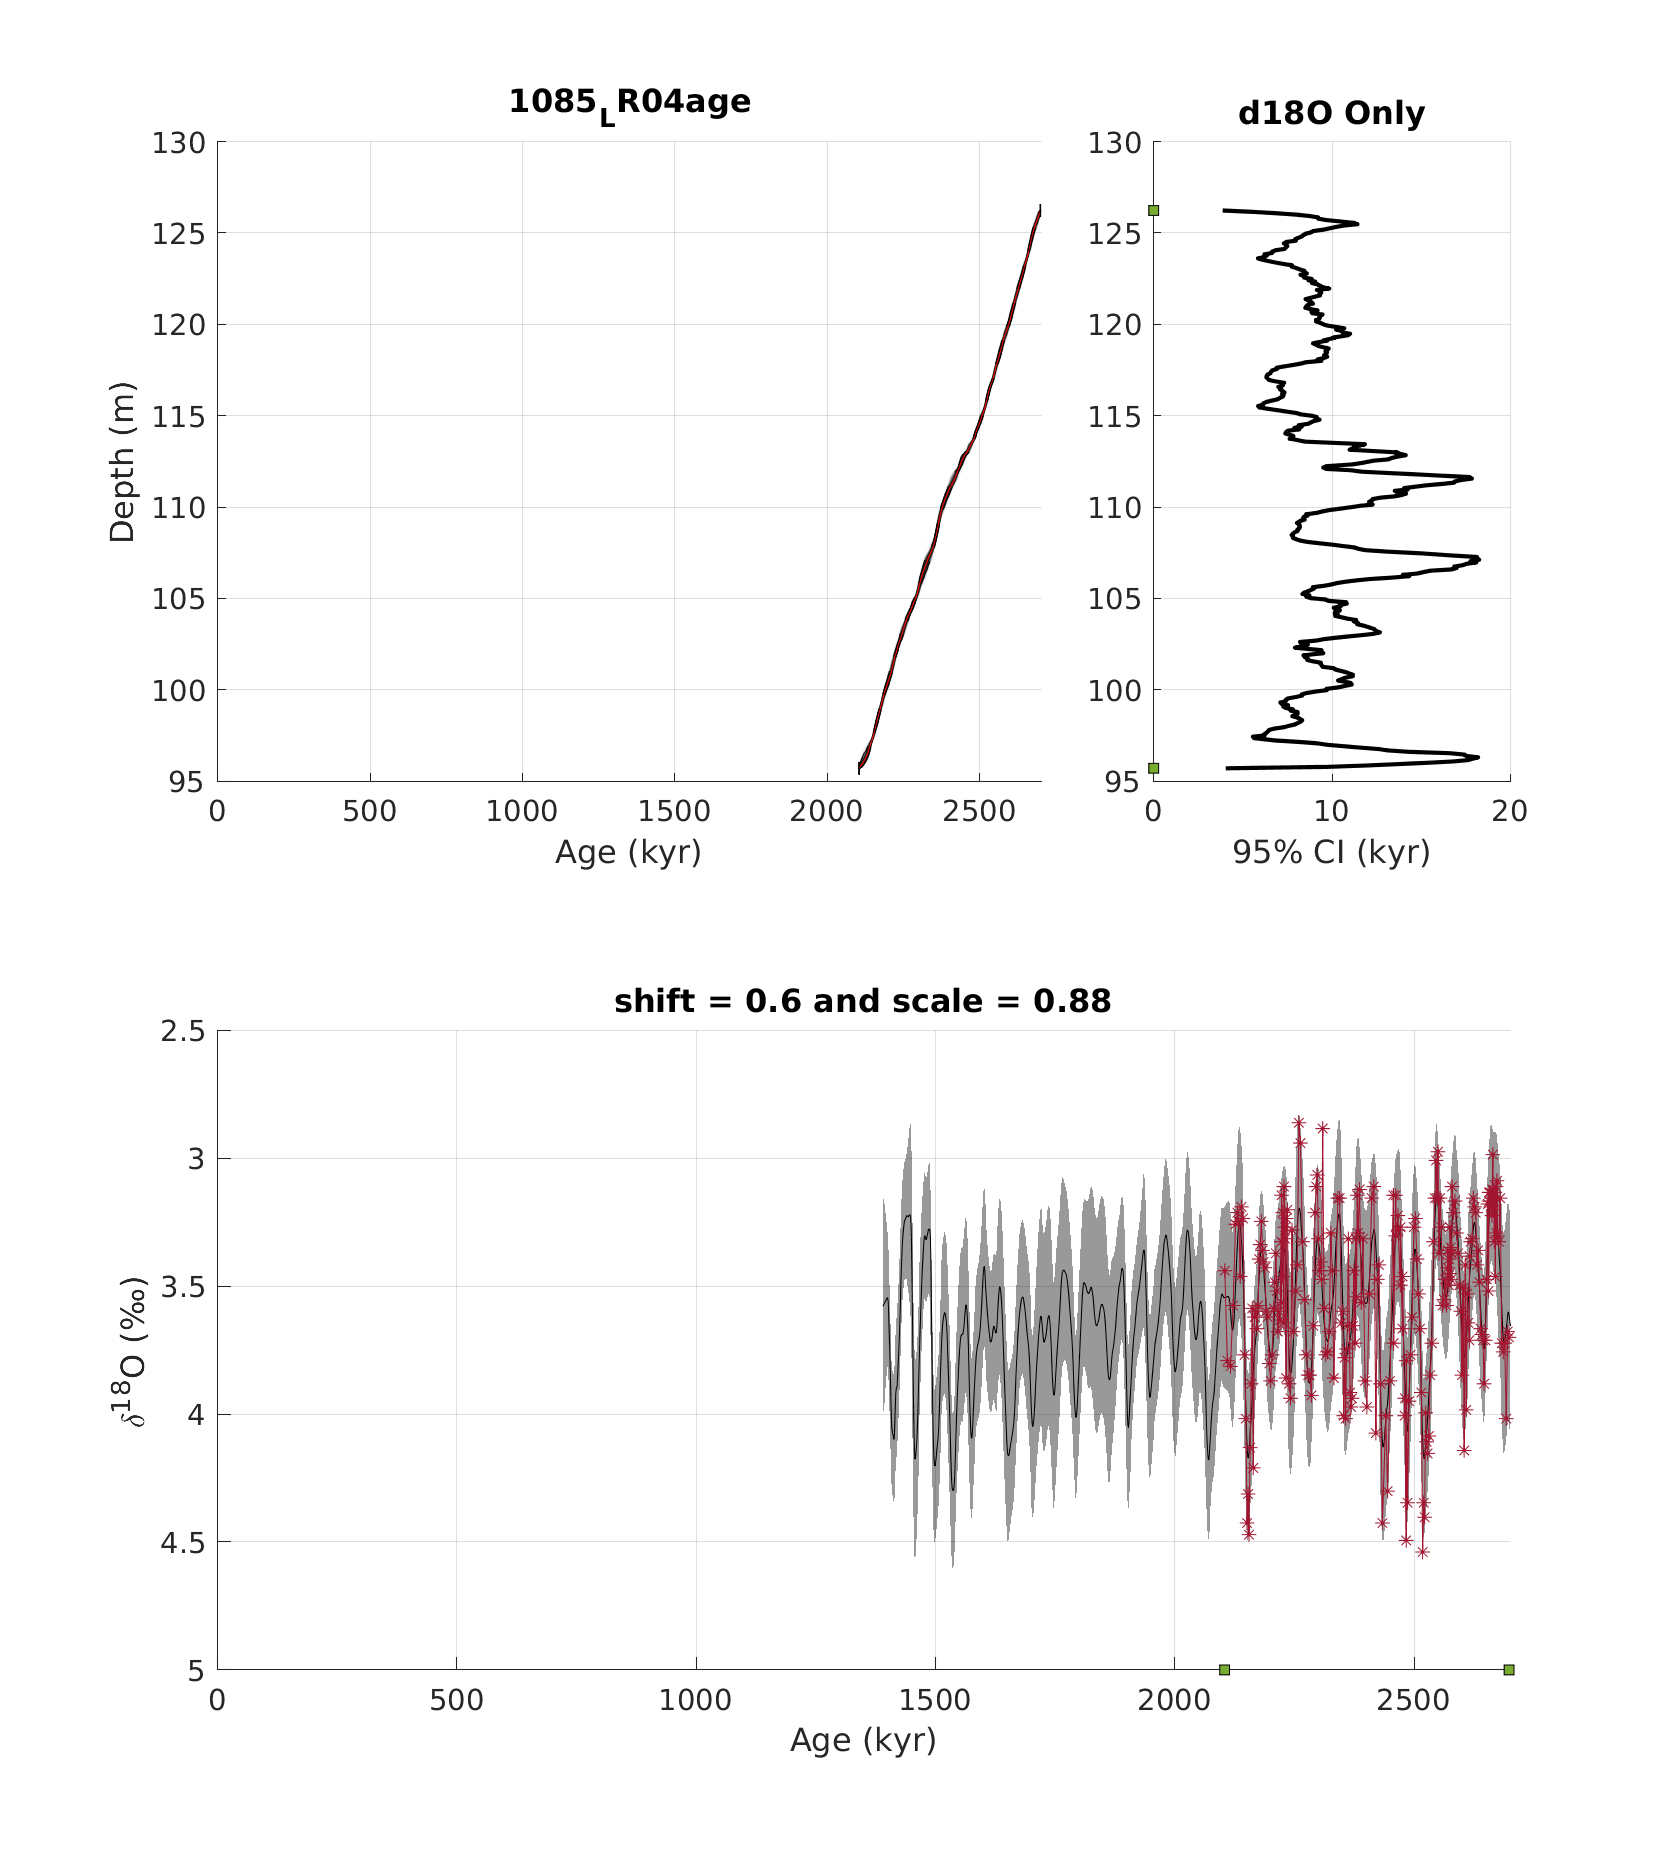 1085LR04age
130
125
120
115
110
105
100
95
Depth (m)
0 500 1000 1500 2000 2500
Age (kyr)
d18O Only
130
125
120
115
110
105
100
95
0 10 20
95% CI (kyr)
shift = 0.6 and scale = 0.88
2.5
3
3.5
4
4.5
5
δ18O (‰)
0 500 1000 1500 2000 2500
Age (kyr)